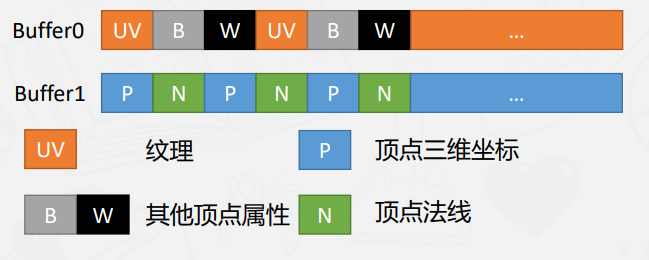 Buffer0 UV B W UV B W ...
Buffer1 P N P N P N ...
UV 纹理 P 顶点三维坐标
B W 其他顶点属性 N 顶点法线